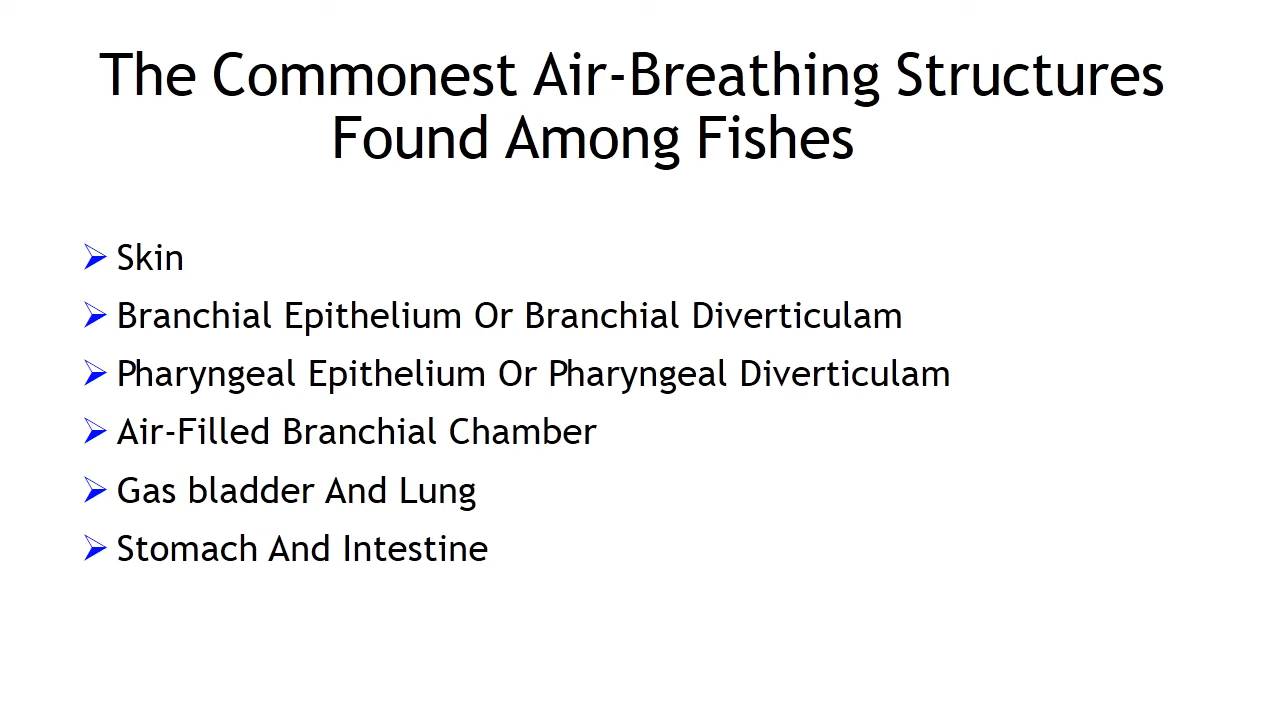 The Commonest Air-Breathing Structures
Found Among Fishes
Skin
Branchial Epithelium Or Branchial Diverticulam
Pharyngeal Epithelium Or Pharyngeal Diverticulam
Air-Filled Branchial Chamber
Gas bladder And Lung
Stomach And Intestine